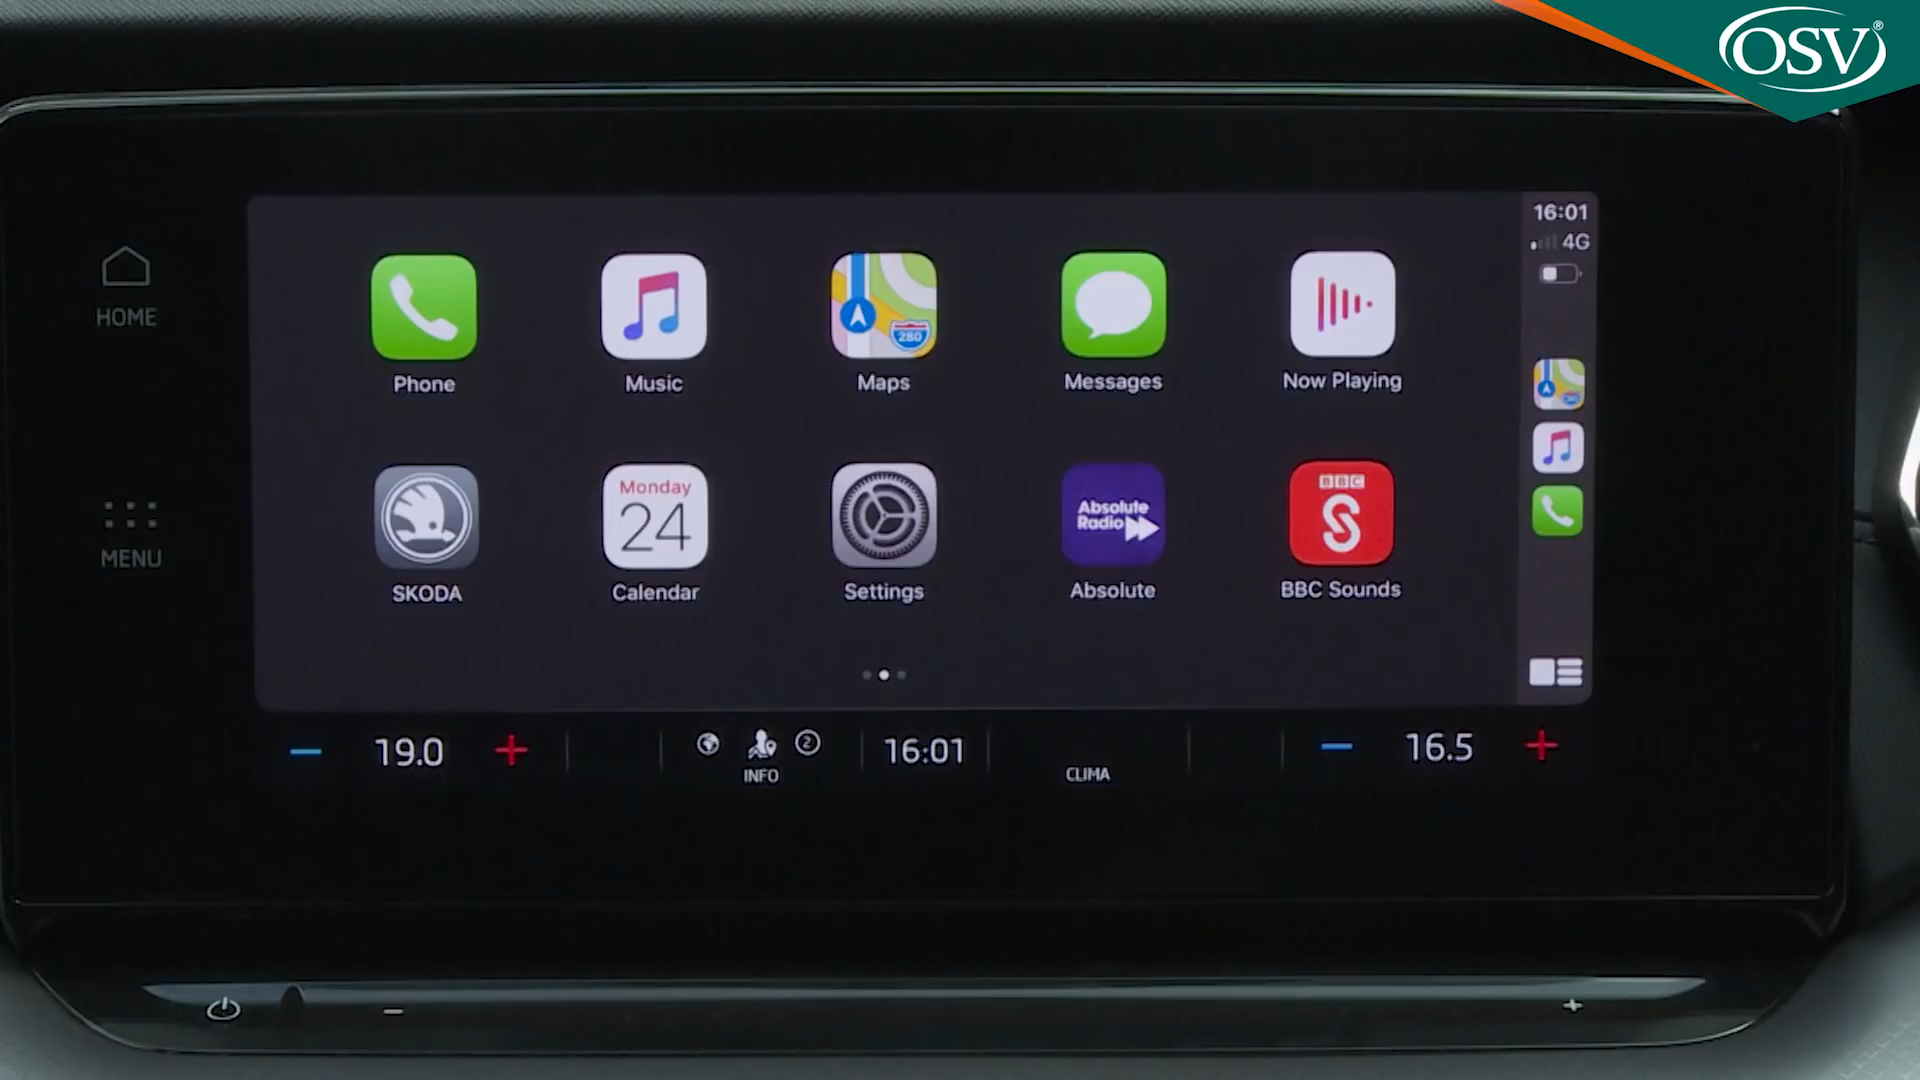 OSV®
16:01
4G
HOME
280
Phone
Music
Maps
Messages
Now Playing
MENU
Monday
24
Absolute
Radio
BBC
S
SKODA
Calendar
Settings
Absolute
BBC Sounds
19.0
2
INFO
16:01
CLIMA
16.5